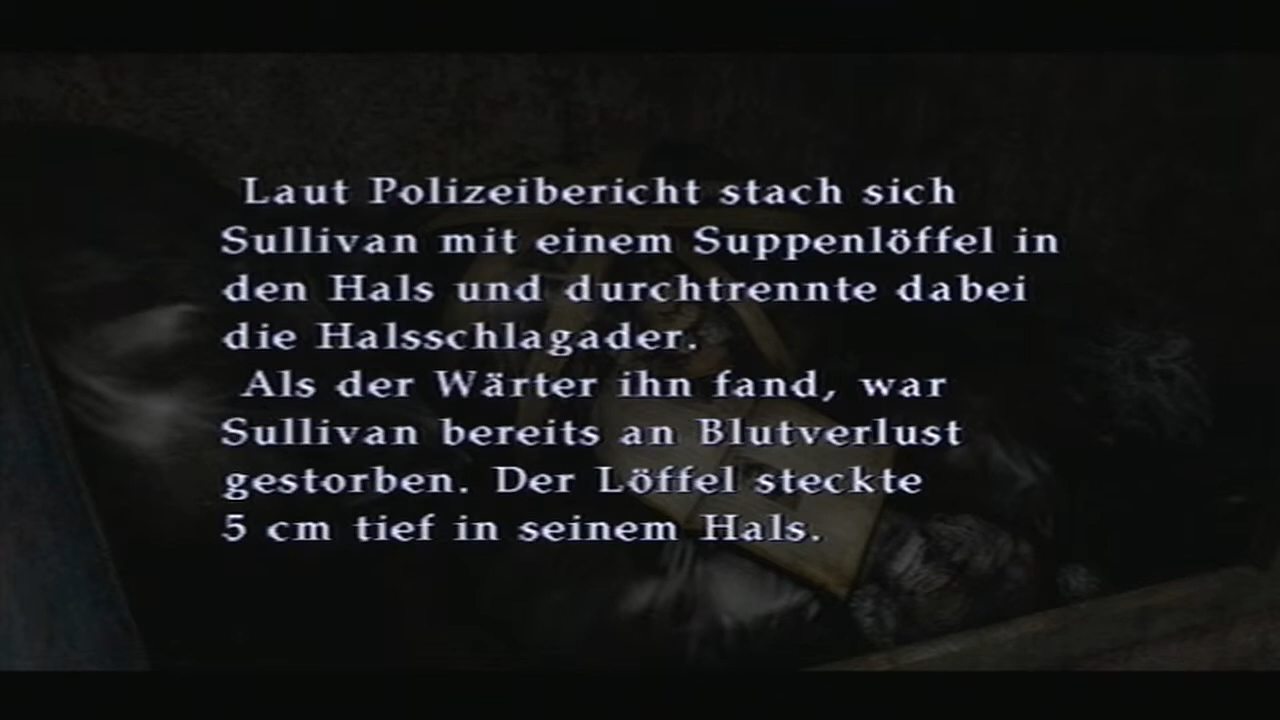 Laut Polizeibericht stach sich
Sullivan mit einem Suppenlöffel in
den Hals und durchtrennte dabei
die Halsschlagader.
Als der Wärter ihn fand, war
Sullivan bereits an Blutverlust
gestorben. Der Löffel steckte
5 cm tief in seinem Hals.